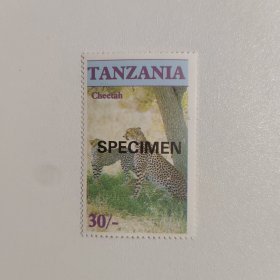 TANZANIA
Cheetah
SPECIMEN
30/-